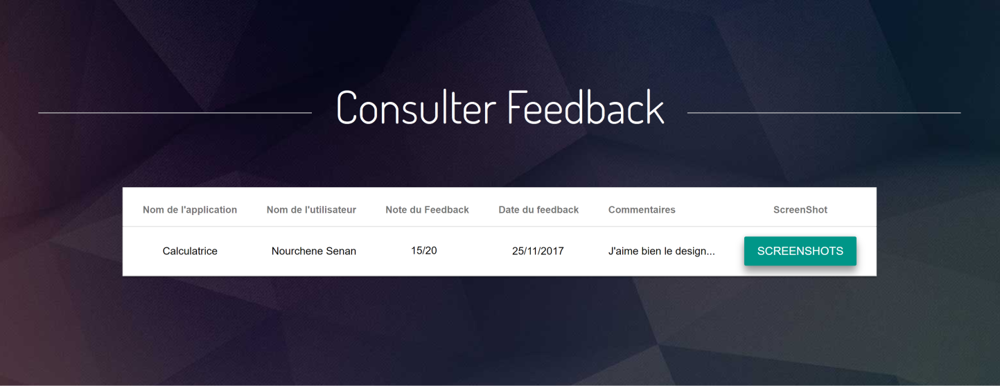 Consulter Feedback
Nom de l'application Nom de l'utilisateur Note du Feedback Date du feedback Commentaires ScreenShot
Calculatrice Nourchene Senan 15/20 25/11/2017 J'aime bien le design... SCREENSHOTS